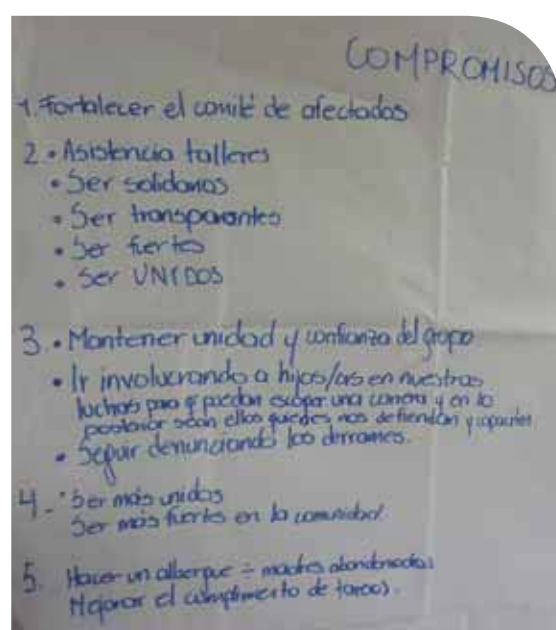 COMPROMISOS
1. Fortalecer el comité de afectados
2. • Asistencia talleres
• Ser solidarios
• Ser transparantes
• Ser fuertes
• Ser UNIDOS
3. • Mantener unidad y confianza del grupo
• Ir involucrando a hijos/as en nuestras
luchas para q puedan escoger una carrera y en lo
posterior sean ellos quienes nos defiendan y
• Seguir denunciando los derrames.
4. - • Ser más unidos
Ser más fuertes en la comunidad.
5. Hacer un albergue = madres abandonadas
Mejorar el cumplimiento de tareas.